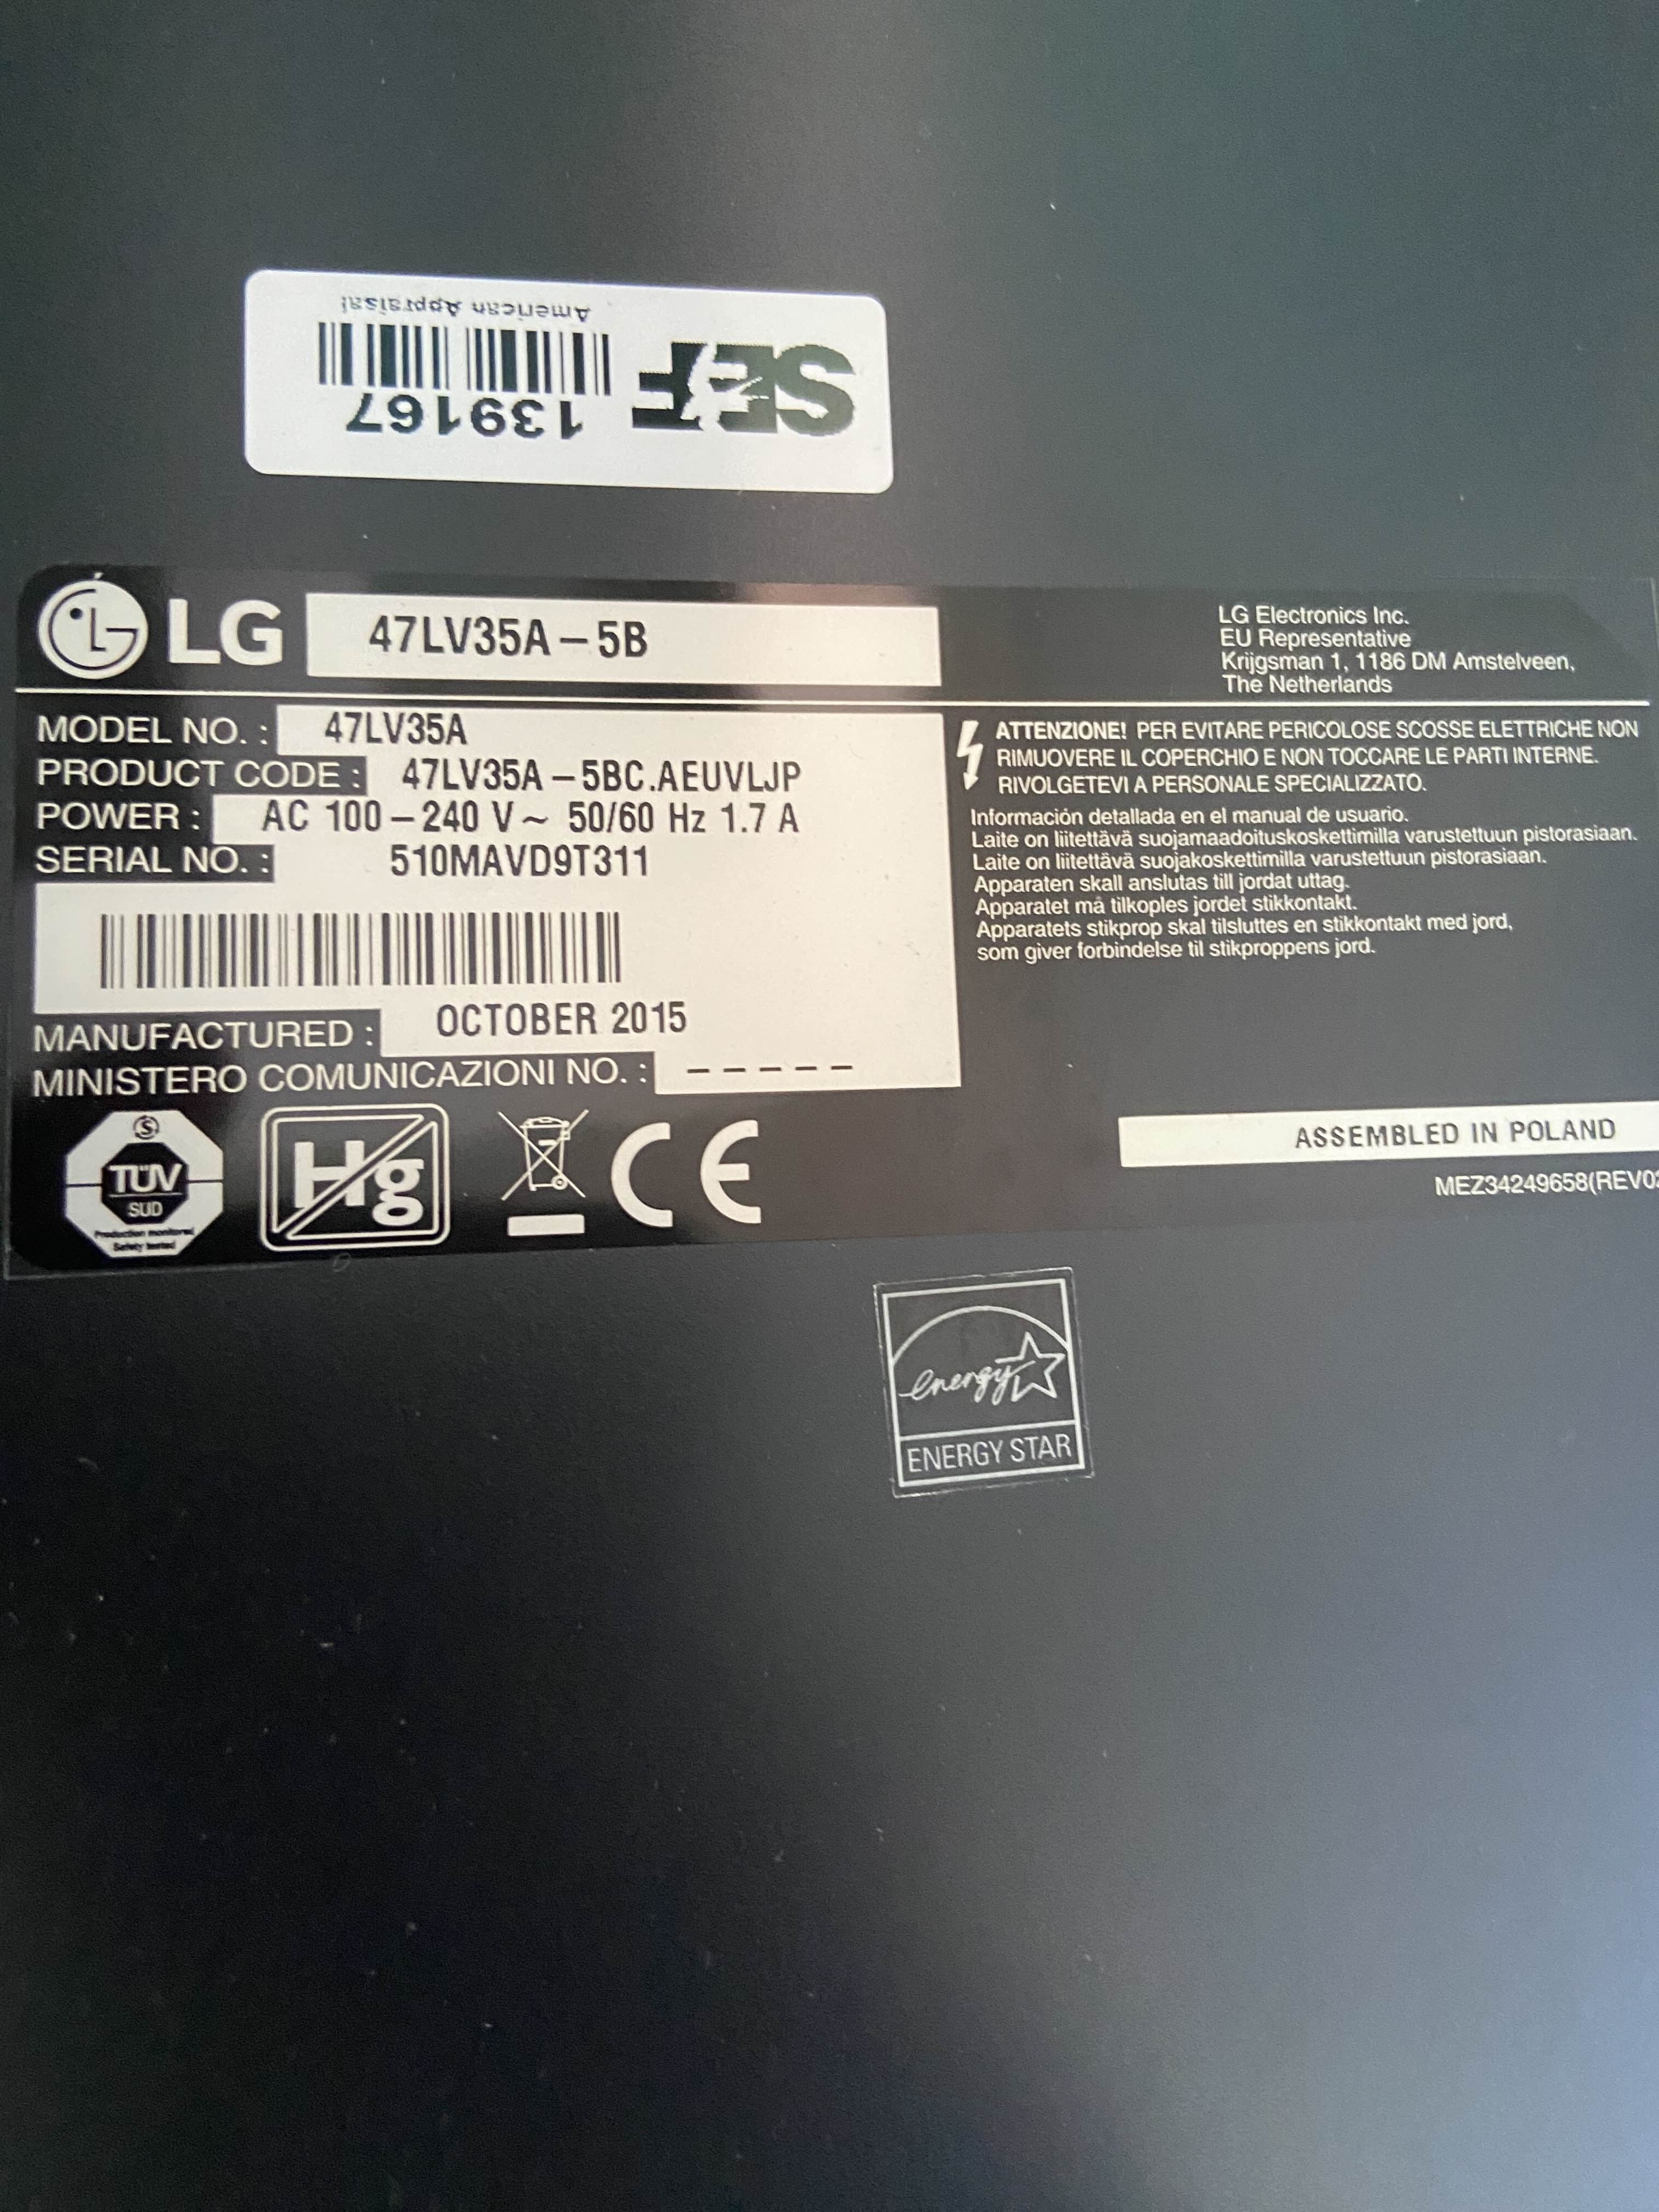 American Appraisal
139167
SEF
LG
47LV35A-5B
LG Electronics Inc.
EU Representative
Krijgsman 1, 1186 DM Amstelveen,
The Netherlands
MODEL NO. : 47LV35A
PRODUCT CODE : 47LV35A-5BC.AEUVLJP
POWER : AC 100-240 V~ 50/60 Hz 1.7 A
SERIAL NO. : 510MAVD9T311
MANUFACTURED : OCTOBER 2015
MINISTERO COMUNICAZIONI NO. : -----
ATTENZIONE! PER EVITARE PERICOLOSE SCOSSE ELETTRICHE NON
RIMUOVERE IL COPERCHIO E NON TOCCARE LE PARTI INTERNE.
RIVOLGETEVI A PERSONALE SPECIALIZZATO.
Información detallada en el manual de usuario.
Laite on liitettävä suojamaadoituskoskettimilla varustettuun pistorasiaan.
Laite on liitettävä suojakoskettimilla varustettuun pistorasiaan.
Apparaten skall anslutas till jordat uttag.
Apparatet må tilkoples jordet stikkontakt.
Apparatets stikprop skal tilsluttes en stikkontakt med jord,
som giver forbindelse til stikproppens jord.
S
TÜV
SUD
Production monitored
Safety tested
Hg
CE
ASSEMBLED IN POLAND
MEZ34249658(REV02
energy
ENERGY STAR